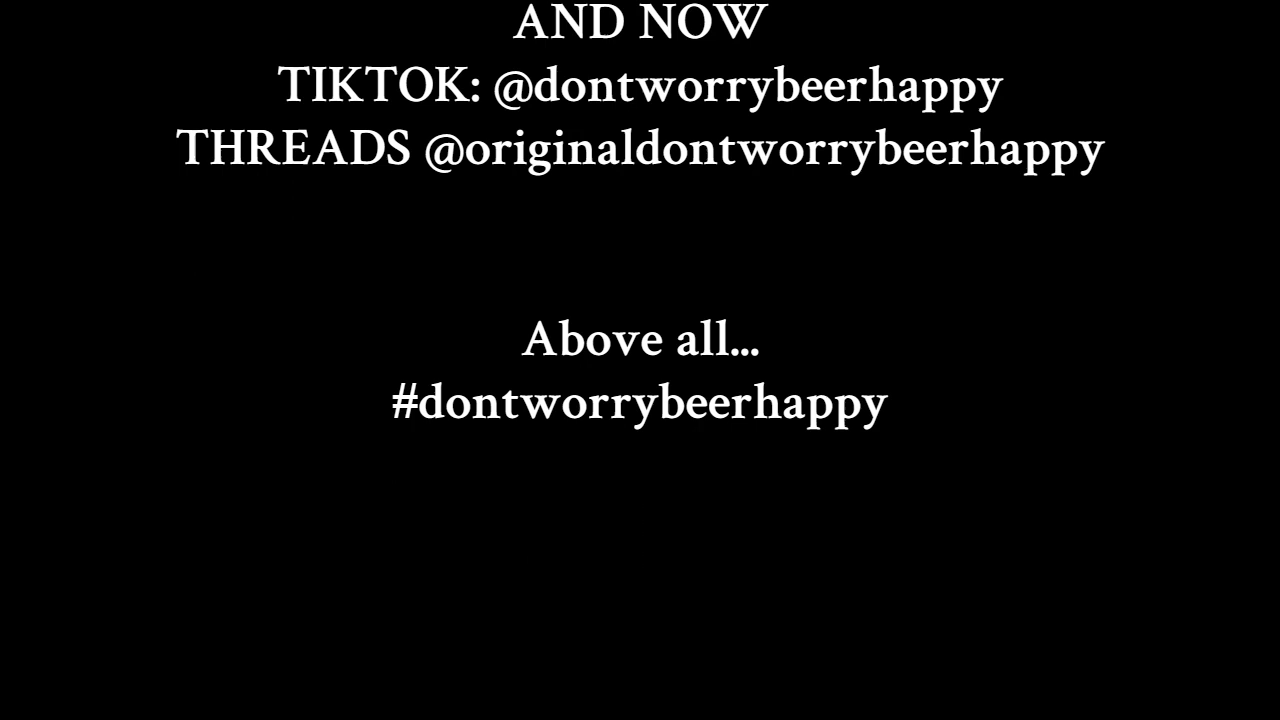 AND NOW
TIKTOK: @dontworrybeerhappy
THREADS @originaldontworrybeerhappy
Above all...
#dontworrybeerhappy